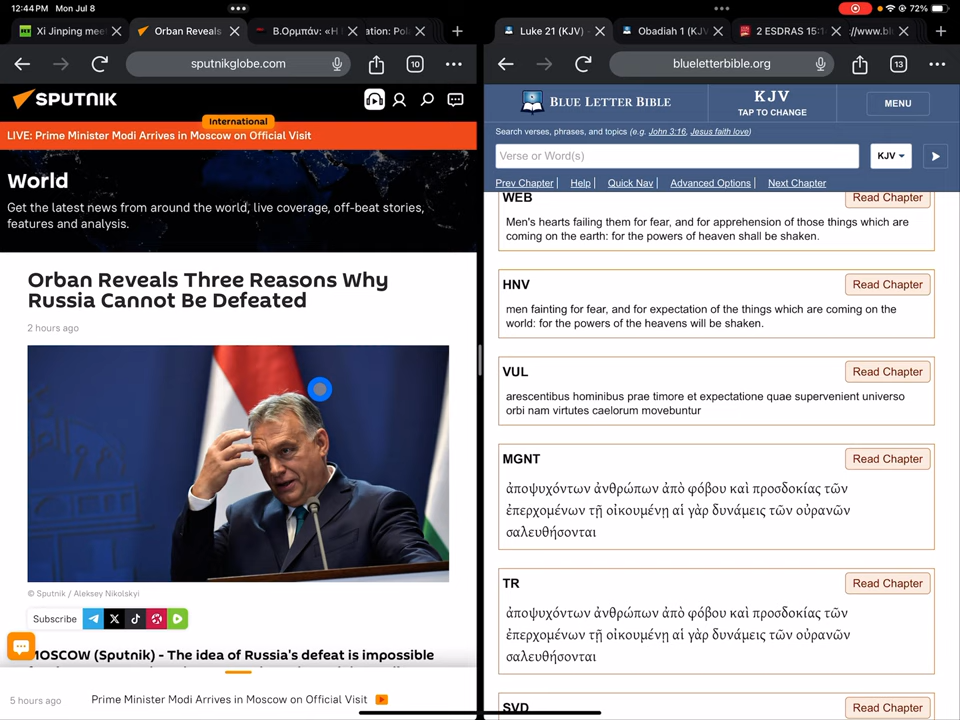 12:44 PM Mon Jul 8
72%
Xi Jinping mee
Orban Reveals
Β.Ορμπάν: «Η
ation: Pol
sputnikglobe.com
10
SPUTNIK
International
LIVE: Prime Minister Modi Arrives in Moscow on Official Visit
World
Get the latest news from around the world, live coverage, off-beat stories,
features and analysis.
Orban Reveals Three Reasons Why
Russia Cannot Be Defeated
2 hours ago
© Sputnik / Aleksey Nikolskyi
Subscribe
MOSCOW (Sputnik) - The idea of Russia's defeat is impossible
5 hours ago
Prime Minister Modi Arrives in Moscow on Official Visit
Luke 21 (KJV)
Obadiah 1 (KJV
2 ESDRAS 15:1
://www.bl
blueletterbible.org
13
BLUE LETTER BIBLE
KJV
TAP TO CHANGE
MENU
Search verses, phrases, and topics (e.g. John 3:16, Jesus faith love)
Verse or Word(s)
KJV
Prev Chapter | Help | Quick Nav | Advanced Options | Next Chapter
WEB
Read Chapter
Men's hearts failing them for fear, and for apprehension of those things which are
coming on the earth: for the powers of heaven shall be shaken.
HNV
Read Chapter
men fainting for fear, and for expectation of the things which are coming on the
world: for the powers of the heavens will be shaken.
VUL
Read Chapter
arescentibus hominibus prae timore et expectatione quae supervenient universo
orbi nam virtutes caelorum movebuntur
MGNT
Read Chapter
ἀποψυχόντων ἀνθρώπων ἀπὸ φόβου καὶ προσδοκίας τῶν
ἐπερχομένων τῇ οἰκουμένῃ αἱ γὰρ δυνάμεις τῶν οὐρανῶν
σαλευθήσονται
TR
Read Chapter
ἀποψυχόντων ἀνθρώπων ἀπὸ φόβου καὶ προσδοκίας τῶν
ἐπερχομένων τῇ οἰκουμένῃ αἱ γὰρ δυνάμεις τῶν οὐρανῶν
σαλευθήσονται
SVD
Read Chapter